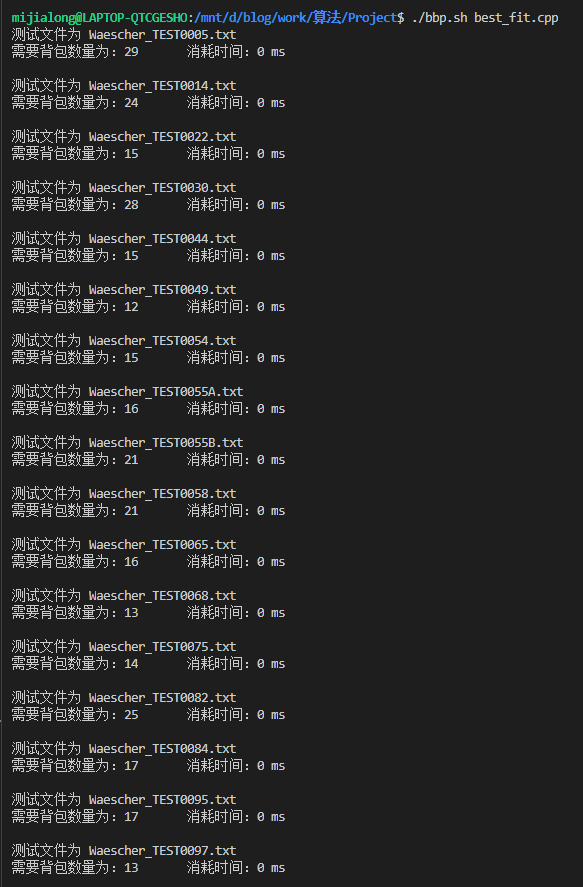 mijialong@LAPTOP-QTCGESHO:/mnt/d/blog/work/算法/Project$ ./bbp.sh best_fit.cpp
测试文件为 Waescher_TEST0005.txt
需要背包数量为：29 消耗时间：0 ms
测试文件为 Waescher_TEST0014.txt
需要背包数量为：24 消耗时间：0 ms
测试文件为 Waescher_TEST0022.txt
需要背包数量为：15 消耗时间：0 ms
测试文件为 Waescher_TEST0030.txt
需要背包数量为：28 消耗时间：0 ms
测试文件为 Waescher_TEST0044.txt
需要背包数量为：15 消耗时间：0 ms
测试文件为 Waescher_TEST0049.txt
需要背包数量为：12 消耗时间：0 ms
测试文件为 Waescher_TEST0054.txt
需要背包数量为：15 消耗时间：0 ms
测试文件为 Waescher_TEST0055A.txt
需要背包数量为：16 消耗时间：0 ms
测试文件为 Waescher_TEST0055B.txt
需要背包数量为：21 消耗时间：0 ms
测试文件为 Waescher_TEST0058.txt
需要背包数量为：21 消耗时间：0 ms
测试文件为 Waescher_TEST0065.txt
需要背包数量为：16 消耗时间：0 ms
测试文件为 Waescher_TEST0068.txt
需要背包数量为：13 消耗时间：0 ms
测试文件为 Waescher_TEST0075.txt
需要背包数量为：14 消耗时间：0 ms
测试文件为 Waescher_TEST0082.txt
需要背包数量为：25 消耗时间：0 ms
测试文件为 Waescher_TEST0084.txt
需要背包数量为：17 消耗时间：0 ms
测试文件为 Waescher_TEST0095.txt
需要背包数量为：17 消耗时间：0 ms
测试文件为 Waescher_TEST0097.txt
需要背包数量为：13 消耗时间：0 ms